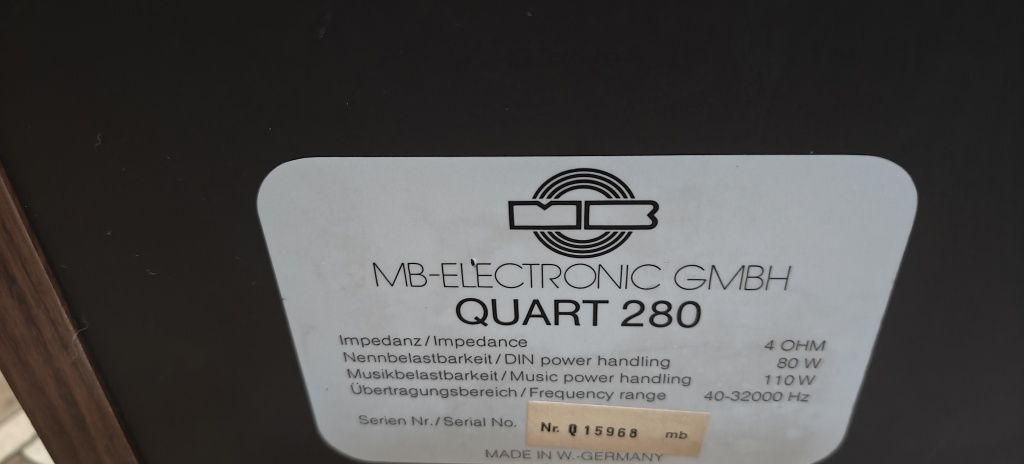 MB
MB-ELECTRONIC GMBH
QUART 280
Impedanz/Impedance 4 OHM
Nennbelastbarkeit/DIN power handling 80 W
Musikbelastbarkeit/Music power handling 110 W
Übertragungsbereich/Frequency range 40-32000 Hz
Serien Nr./Serial No. Nr. Q 15968 mb
MADE IN W.-GERMANY